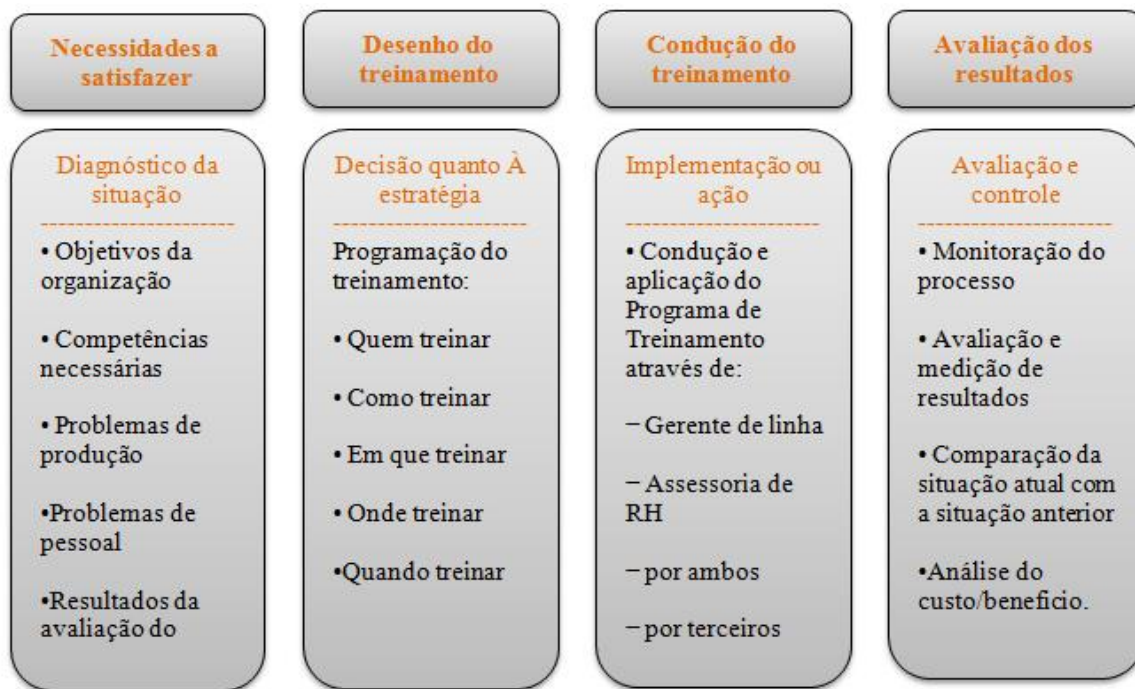 Necessidades a
satisfazer
Desenho do
treinamento
Condução do
treinamento
Avaliação dos
resultados
Diagnóstico da
situação
---------------------------
• Objetivos da
organização
• Competências
necessárias
• Problemas de
produção
•Problemas de
pessoal
•Resultados da
avaliação do
Decisão quanto À
estratégia
---------------------------
Programação do
treinamento:
• Quem treinar
• Como treinar
• Em que treinar
• Onde treinar
•Quando treinar
Implementação ou
ação
---------------------------
• Condução e
aplicação do
Programa de
Treinamento
através de:
− Gerente de linha
− Assessoria de
RH
− por ambos
− por terceiros
Avaliação e
controle
---------------------------
• Monitoração do
processo
• Avaliação e
medição de
resultados
• Comparação da
situação atual com
a situação anterior
•Análise do
custo/beneficio.